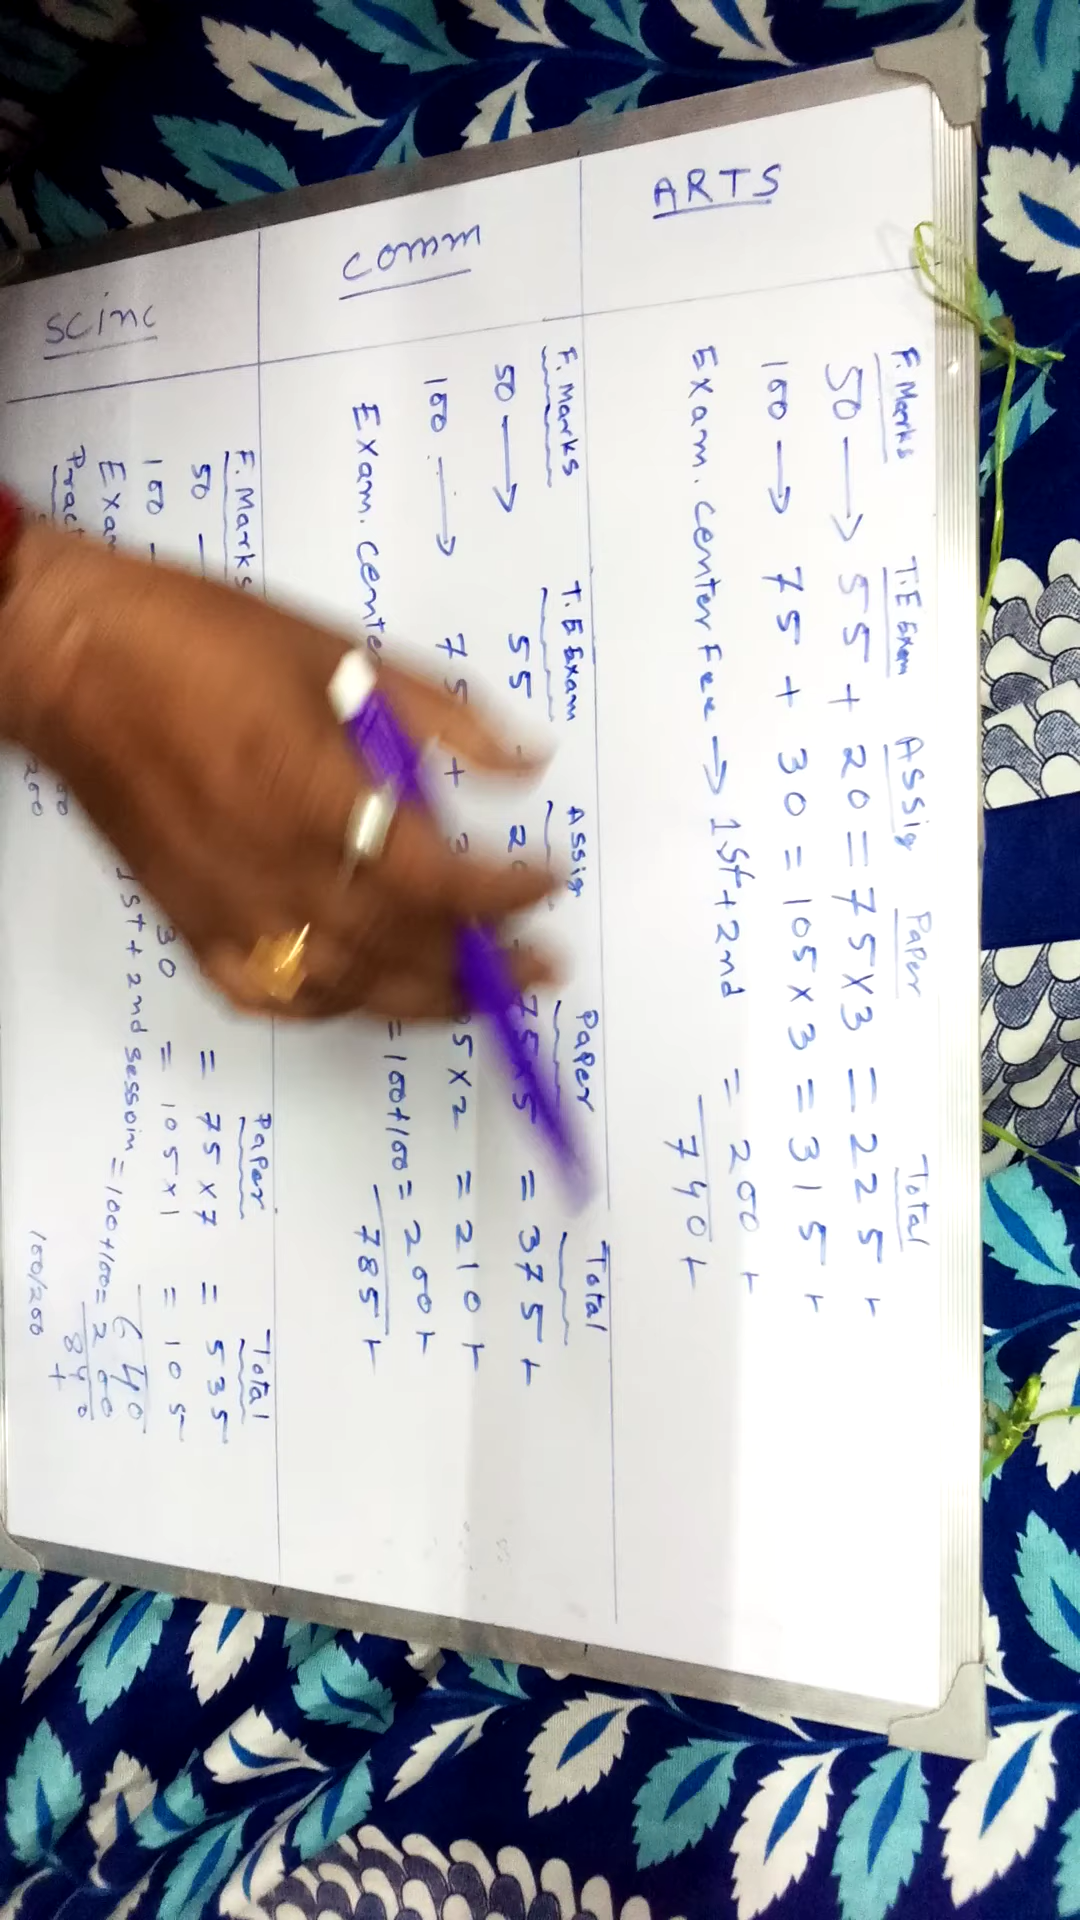 ARTS
F. Marks T.E Exam Assig Paper Total
50 → 55 + 20 = 75 x 3 = 225 +
100 → 75 + 30 = 105 x 3 = 315 +
Exam. Center Fee → 1st + 2nd = 200 +
740 +
comm
F. Marks T.E Exam Assig Paper Total
50 → 55 75x5 = 375 +
100 → 75 + 5 x 2 = 210 +
Exam. Cente = 100+100 = 200 +
785 +
scinc
F. Marks Paper Total
50 = 75 x 7 = 535
100 30 = 105 x 1 = 105
640
Exam 1st + 2nd sessoin = 100+100= 200
840
+
Pract 100/200
200